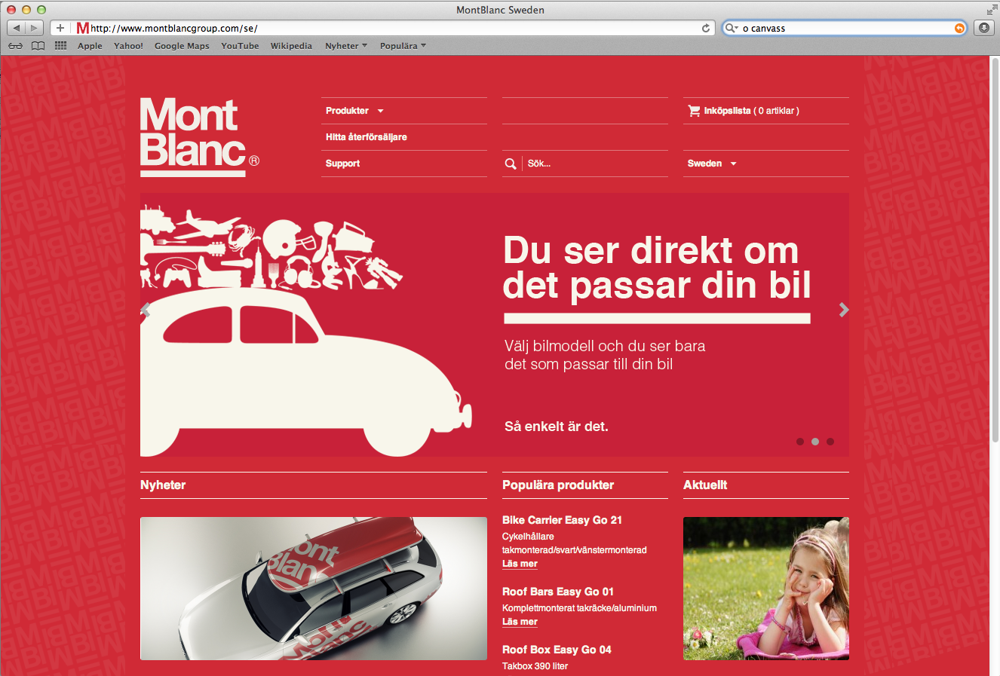 MontBlanc Sweden
http://www.montblancgroup.com/se/
o canvass
Apple Yahoo! Google Maps YouTube Wikipedia Nyheter Populära
Mont
Blanc®
Produkter
Hitta återförsäljare
Support
Sök...
Inköpslista ( 0 artiklar )
Sweden
Du ser direkt om
det passar din bil
Välj bilmodell och du ser bara
det som passar till din bil
Så enkelt är det.
Nyheter
Mont
Blanc
Mont
Blanc
Populära produkter
Bike Carrier Easy Go 21
Cykelhållare
takmonterad/svart/vänstermonterad
Läs mer
Roof Bars Easy Go 01
Komplettmonterat takräcke/aluminium
Läs mer
Roof Box Easy Go 04
Takbox 390 liter
Aktuellt